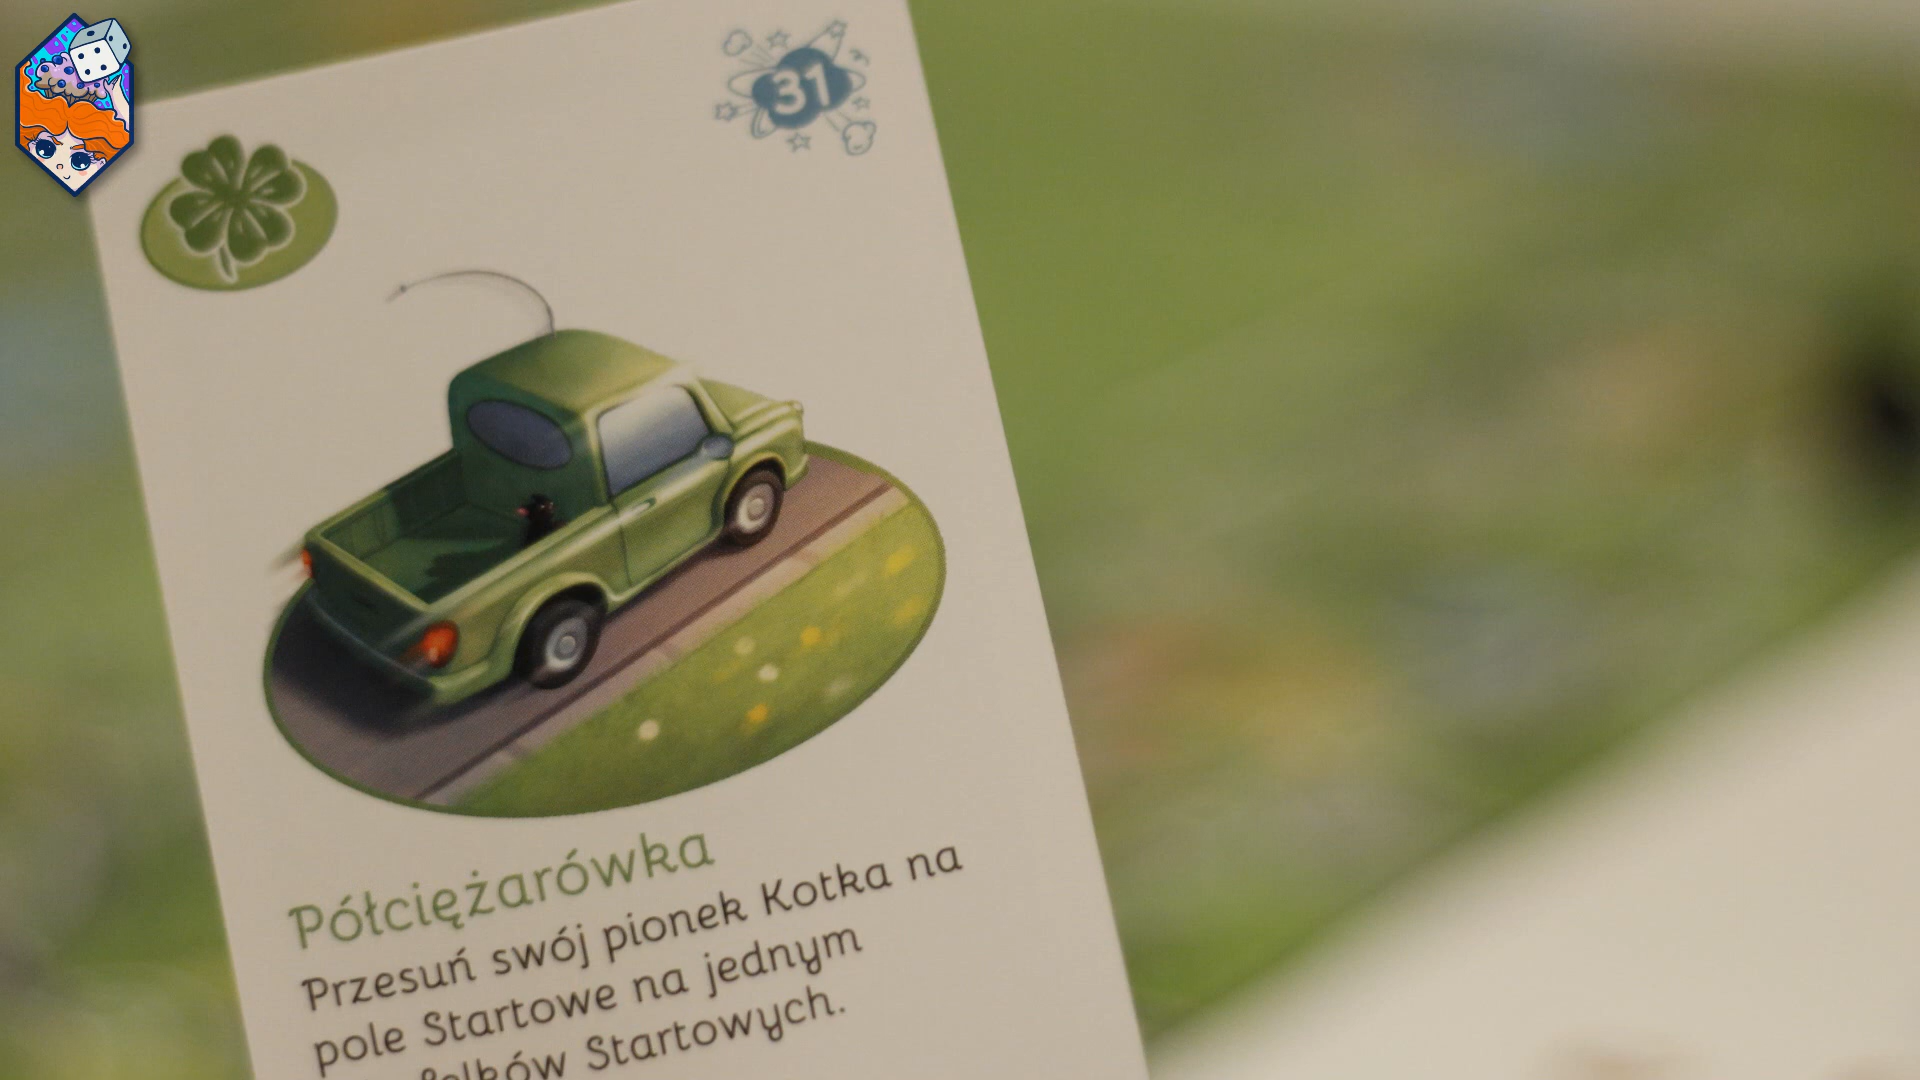 31
Półciężarówka
Przesuń swój pionek Kotka na
pole Startowe na jednym
Startowych.